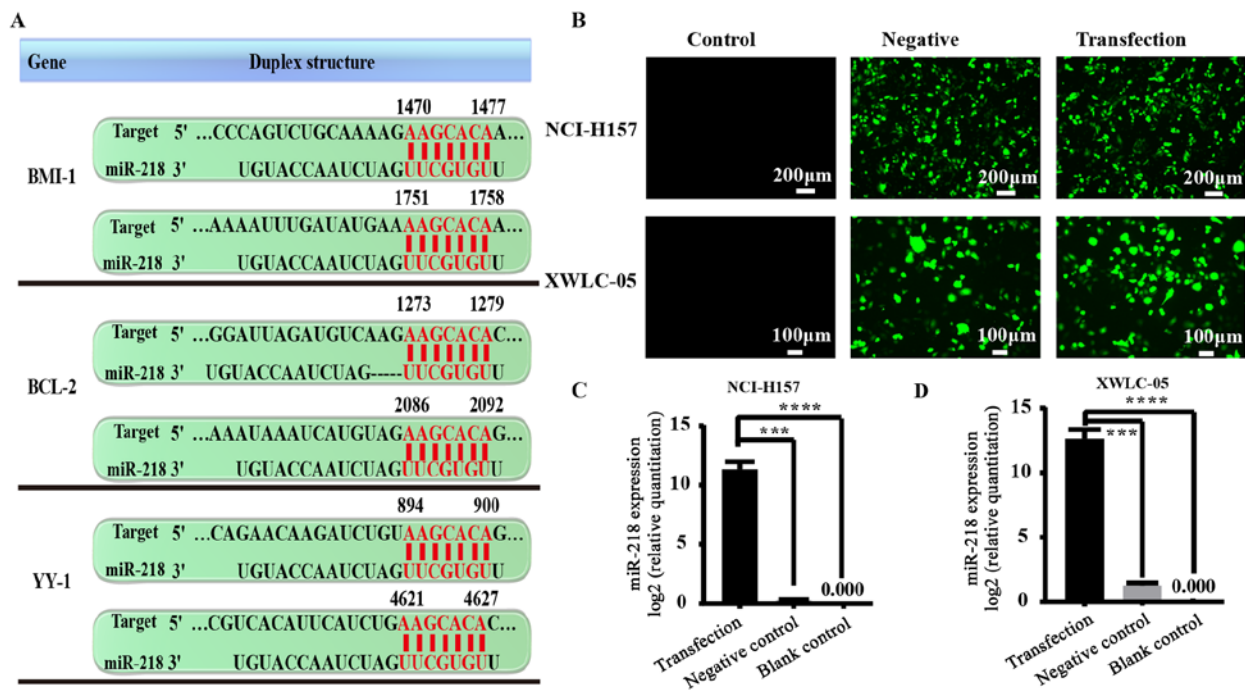 A
Gene Duplex structure
1470 1477
Target 5' ...CCCAGUCUGCAAAAGAAGCACAA...
BMI-1
miR-218 3' UGUACCAAUCUAGUUCGUGUU
1751 1758
Target 5' ...AAAAUUUGAUAUGAAAAGCACAA...
miR-218 3' UGUACCAAUCUAGUUCGUGUU
1273 1279
Target 5' ...GGAUUAGAUGUCAAGAAGCACAC...
BCL-2
miR-218 3' UGUACCAAUCUAG-----UUCGUGUU
2086 2092
Target 5' ...AAAUAAAUCAUGUAGAAGCACAG...
miR-218 3' UGUACCAAUCUAGUUCGUGUU
894 900
Target 5' ...CAGAACAAGAUCUGUAAGCACAG...
YY-1
miR-218 3' UGUACCAAUCUAGUUCGUGUU
4621 4627
Target 5' ...CGUCACAUUCAUCUGAAGCACAC...
miR-218 3' UGUACCAAUCUAGUUCGUGUU
B
Control Negative Transfection
NCI-H157
200μm 200μm 200μm
XWLC-05
100μm 100μm 100μm
C
NCI-H157
miR-218 expression
log2 (relative quantitation)
15
10
5
0
****
***
0.000
Transfection
Negative control
Blank control
D
XWLC-05
miR-218 expression
log2 (relative quantitation)
15
10
5
0
****
***
0.000
Transfection
Negative control
Blank control